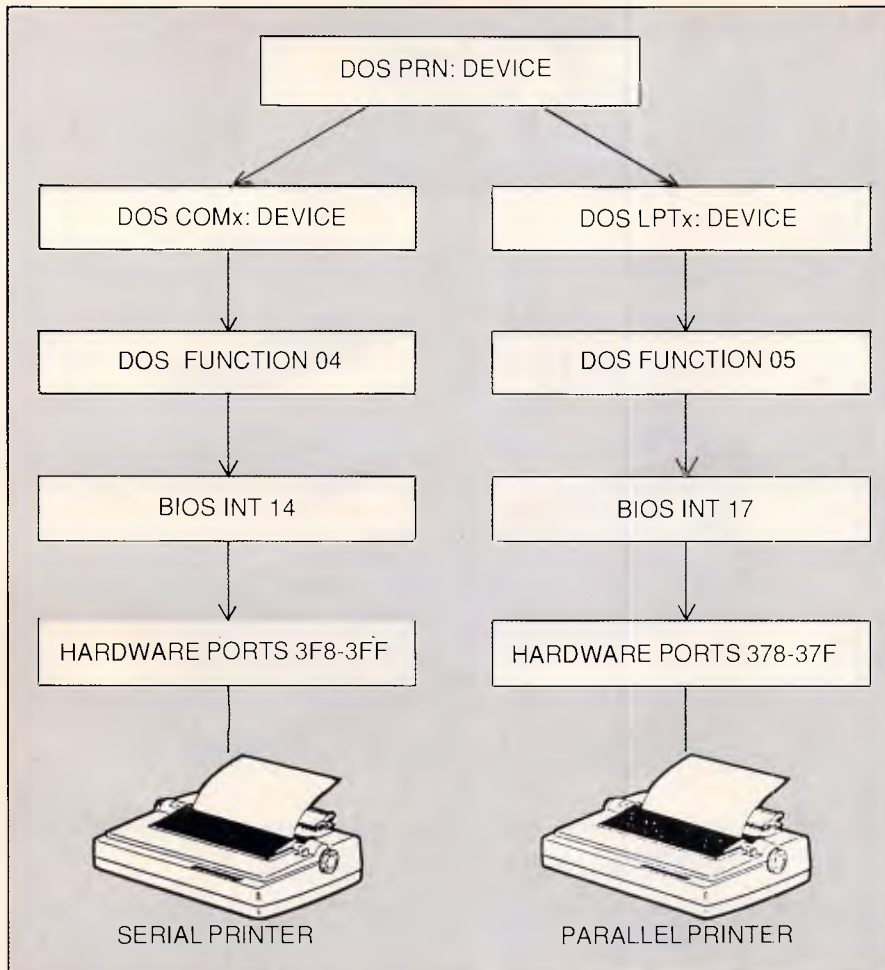 DOS PRN: DEVICE
DOS COMx: DEVICE
DOS LPTx: DEVICE
DOS FUNCTION 04
DOS FUNCTION 05
BIOS INT 14
BIOS INT 17
HARDWARE PORTS 3F8-3FF
HARDWARE PORTS 378-37F
SERIAL PRINTER
PARALLEL PRINTER